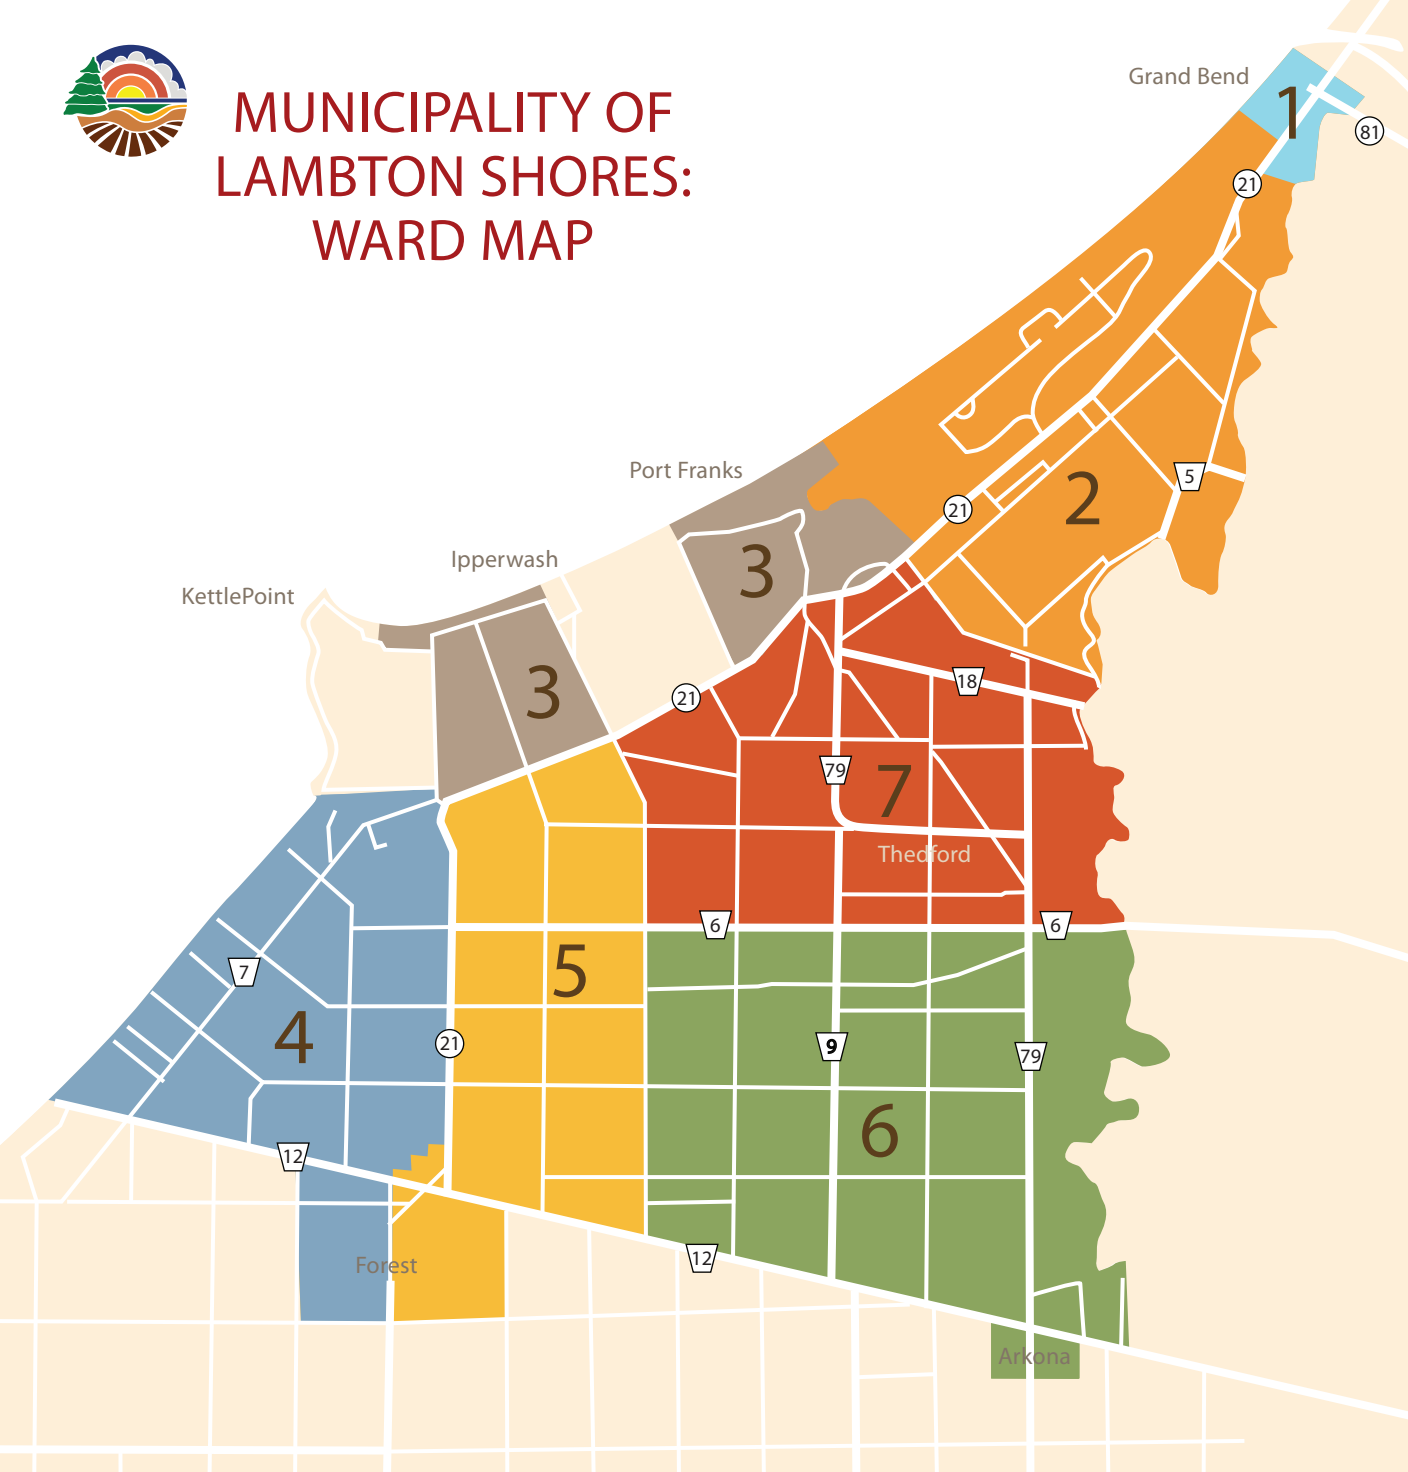 MUNICIPALITY OF
LAMBTON SHORES:
WARD MAP
Grand Bend
1
81
21
Port Franks
2
5
21
Ipperwash
3
KettlePoint
3
18
21
79
7
Thedford
6
6
5
7
4
21
9
79
6
12
12
Forest
Arkona